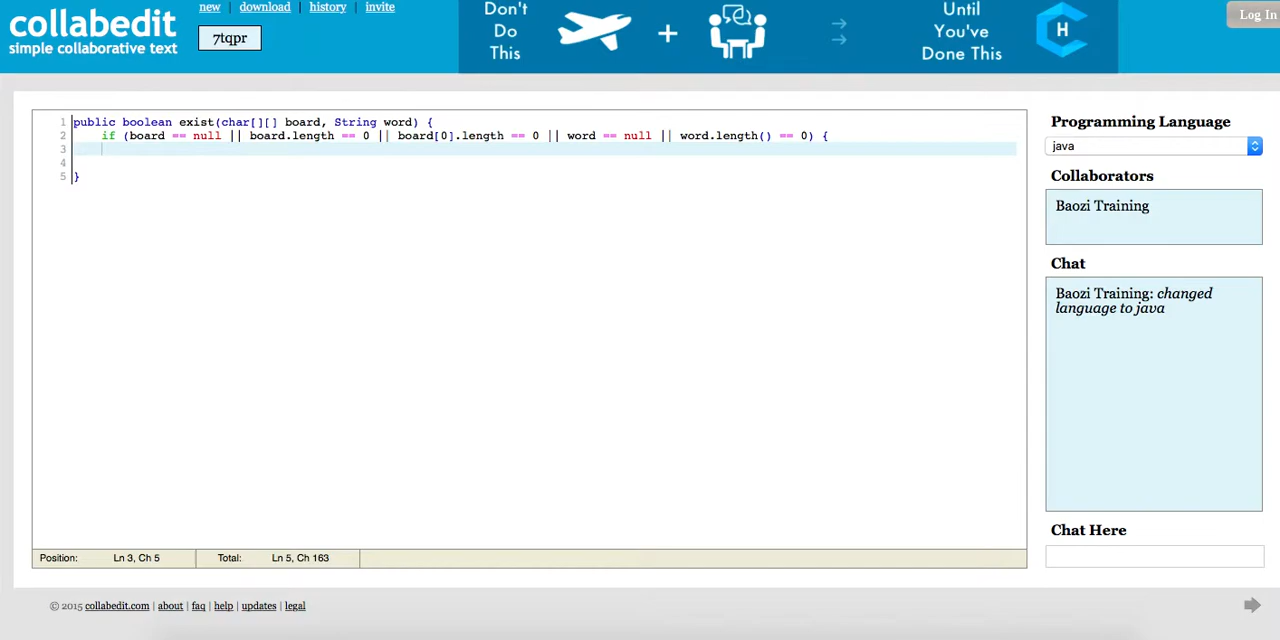 collabedit
simple collaborative text
new | download | history | invite
7tqpr
Don't
Do
This
+
Until
You've
Done This
H
Log In
1 public boolean exist(char[][] board, String word) {
2 if (board == null || board.length == 0 || board[0].length == 0 || word == null || word.length() == 0) {
3
4
5 }
Programming Language
java
Collaborators
Baozi Training
Chat
Baozi Training: changed
language to java
Chat Here
Position: Ln 3, Ch 5 Total: Ln 5, Ch 163
© 2015 collabedit.com | about | faq | help | updates | legal